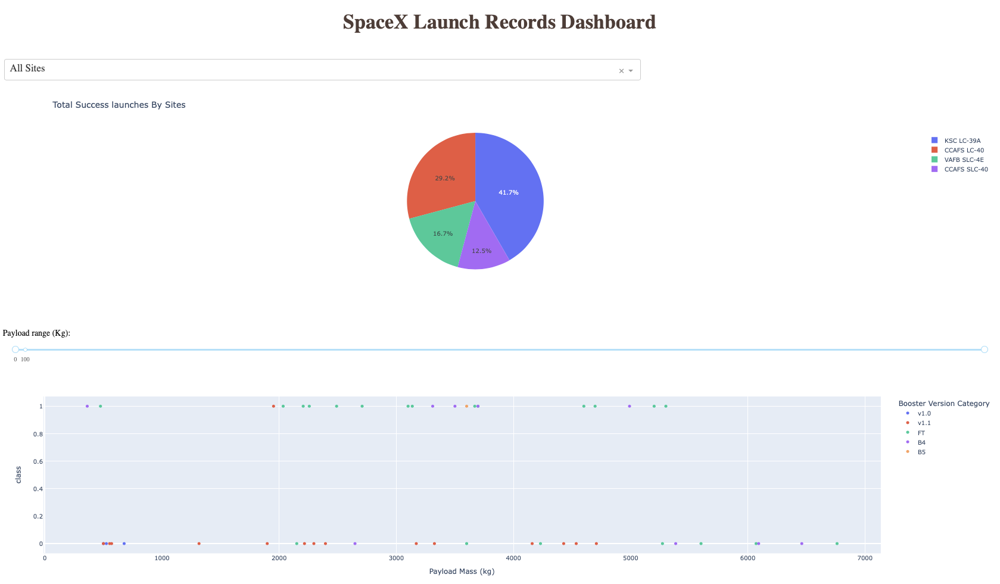 SpaceX Launch Records Dashboard
All Sites
Total Success launches By Sites
KSC LC-39A
CCAFS LC-40
VAFB SLC-4E
CCAFS SLC-40
41.7%
29.2%
16.7%
12.5%
Payload range (Kg):
0 100
Booster Version Category
v1.0
v1.1
FT
B4
B5
class
1
0.8
0.6
0.4
0.2
0
0 1000 2000 3000 4000 5000 6000 7000
Payload Mass (kg)